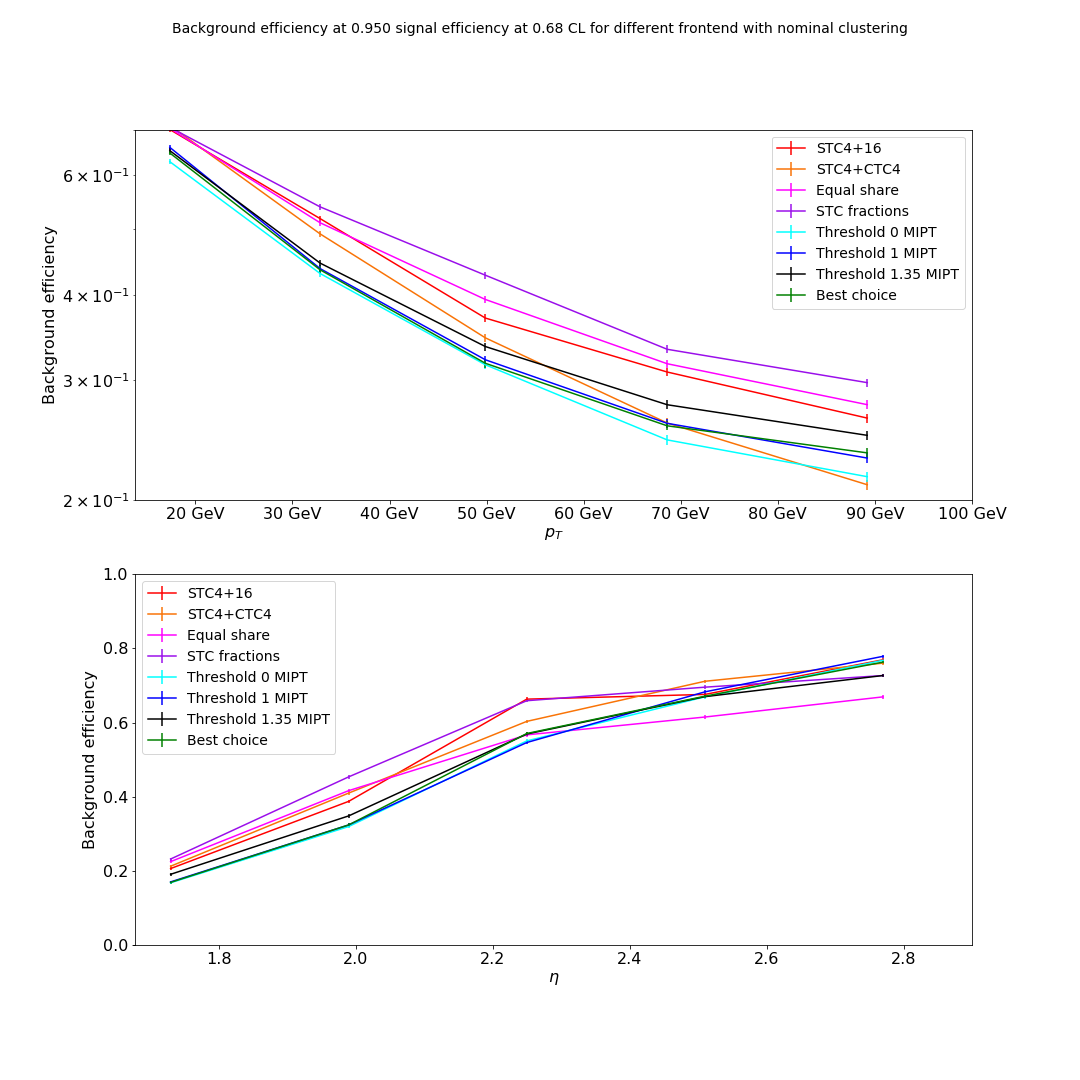 Background efficiency at 0.950 signal efficiency at 0.68 CL for different frontend with nominal clustering
Background efficiency
6 × 10⁻¹
4 × 10⁻¹
3 × 10⁻¹
2 × 10⁻¹
STC4+16
STC4+CTC4
Equal share
STC fractions
Threshold 0 MIPT
Threshold 1 MIPT
Threshold 1.35 MIPT
Best choice
20 GeV 30 GeV 40 GeV 50 GeV 60 GeV 70 GeV 80 GeV 90 GeV 100 GeV
p_T
Background efficiency
1.0
0.8
0.6
0.4
0.2
0.0
STC4+16
STC4+CTC4
Equal share
STC fractions
Threshold 0 MIPT
Threshold 1 MIPT
Threshold 1.35 MIPT
Best choice
1.8 2.0 2.2 2.4 2.6 2.8
η